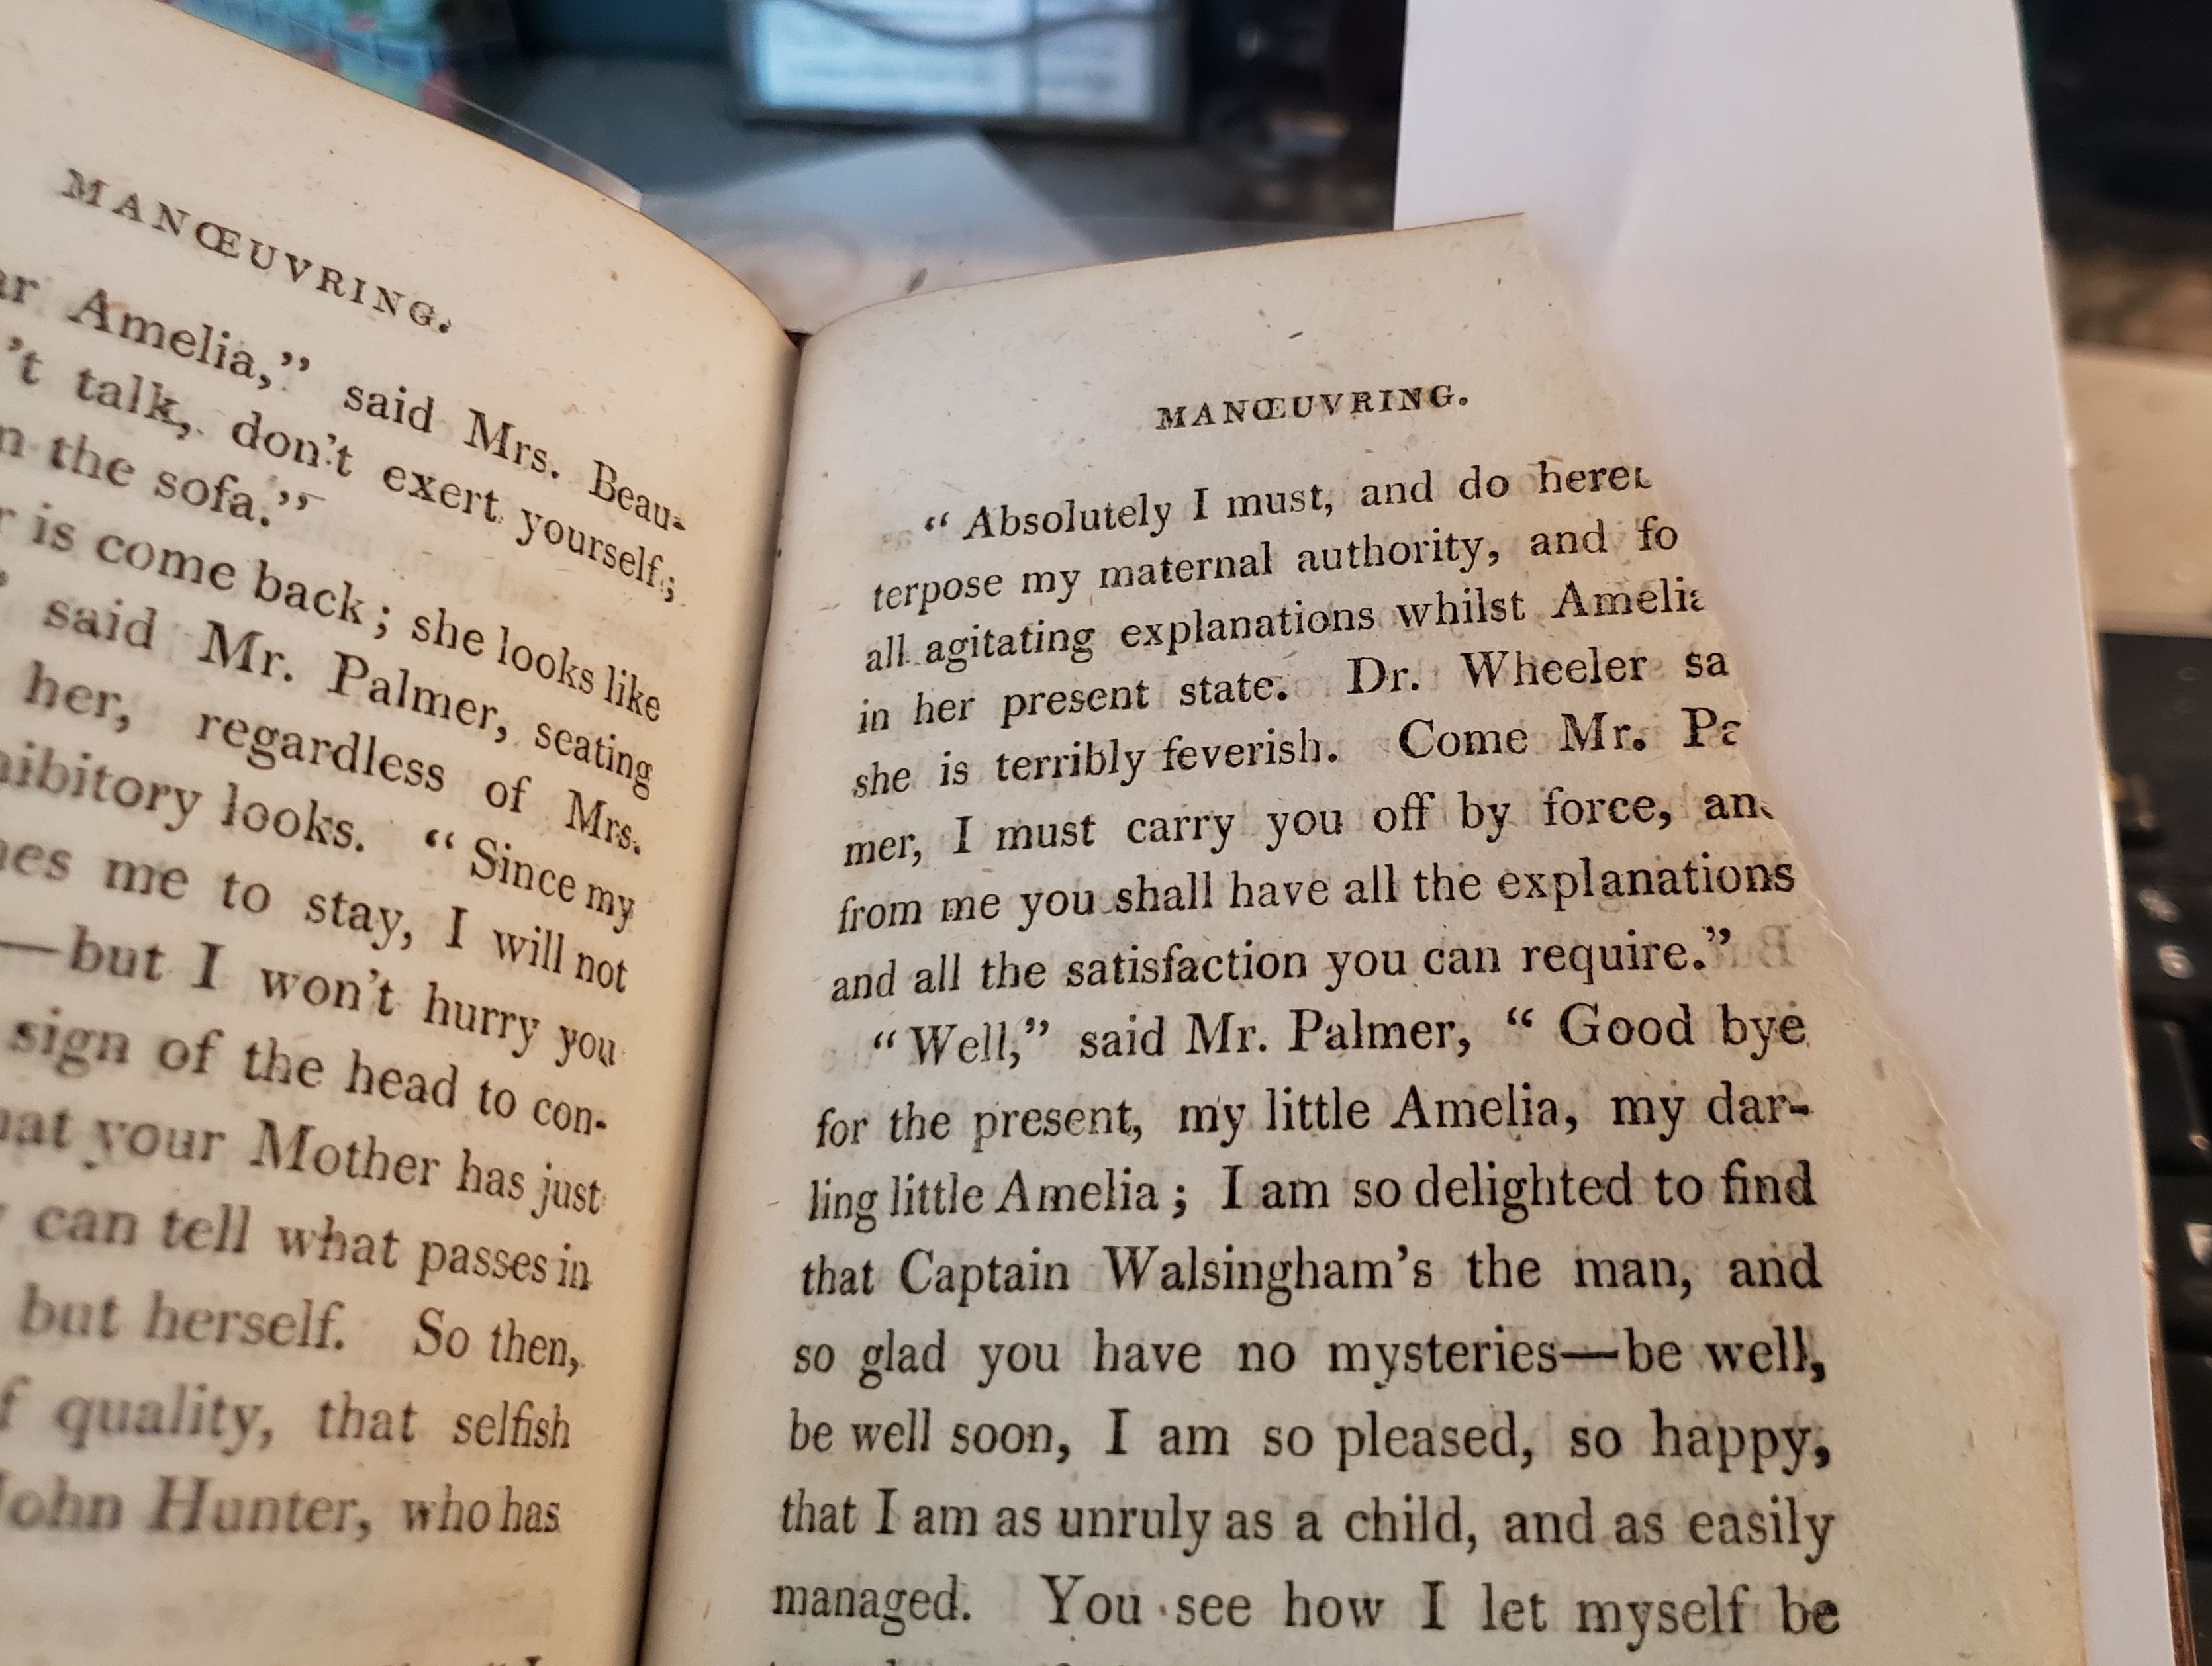 MANŒUVRING.
Amelia," said Mrs. Beau-
't talk, don't exert yourself;
the sofa."
is come back; she looks like
said Mr. Palmer, seating
her, regardless of Mrs.
looks. "Since my
me to stay, I will not
—but I won't hurry you
sign of the head to con-
your Mother has just
can tell what passes in
but herself. So then,
quality, that selfish
John Hunter, who has
MANŒUVRING.
"Absolutely I must, and do
terpose my maternal authority, and
all agitating explanations whilst Amelia
in her present state. Dr. Wheeler
she is terribly feverish. Come Mr.
mer, I must carry you off by force, and
from me you shall have all the explanations
and all the satisfaction you can require."
"Well," said Mr. Palmer, "Good bye
for the present, my little Amelia, my dar-
ling little Amelia; I am so delighted to find
that Captain Walsingham's the man, and
so glad you have no mysteries—be well,
be well soon, I am so pleased, so happy,
that I am as unruly as a child, and as easily
managed. You see how I let myself be